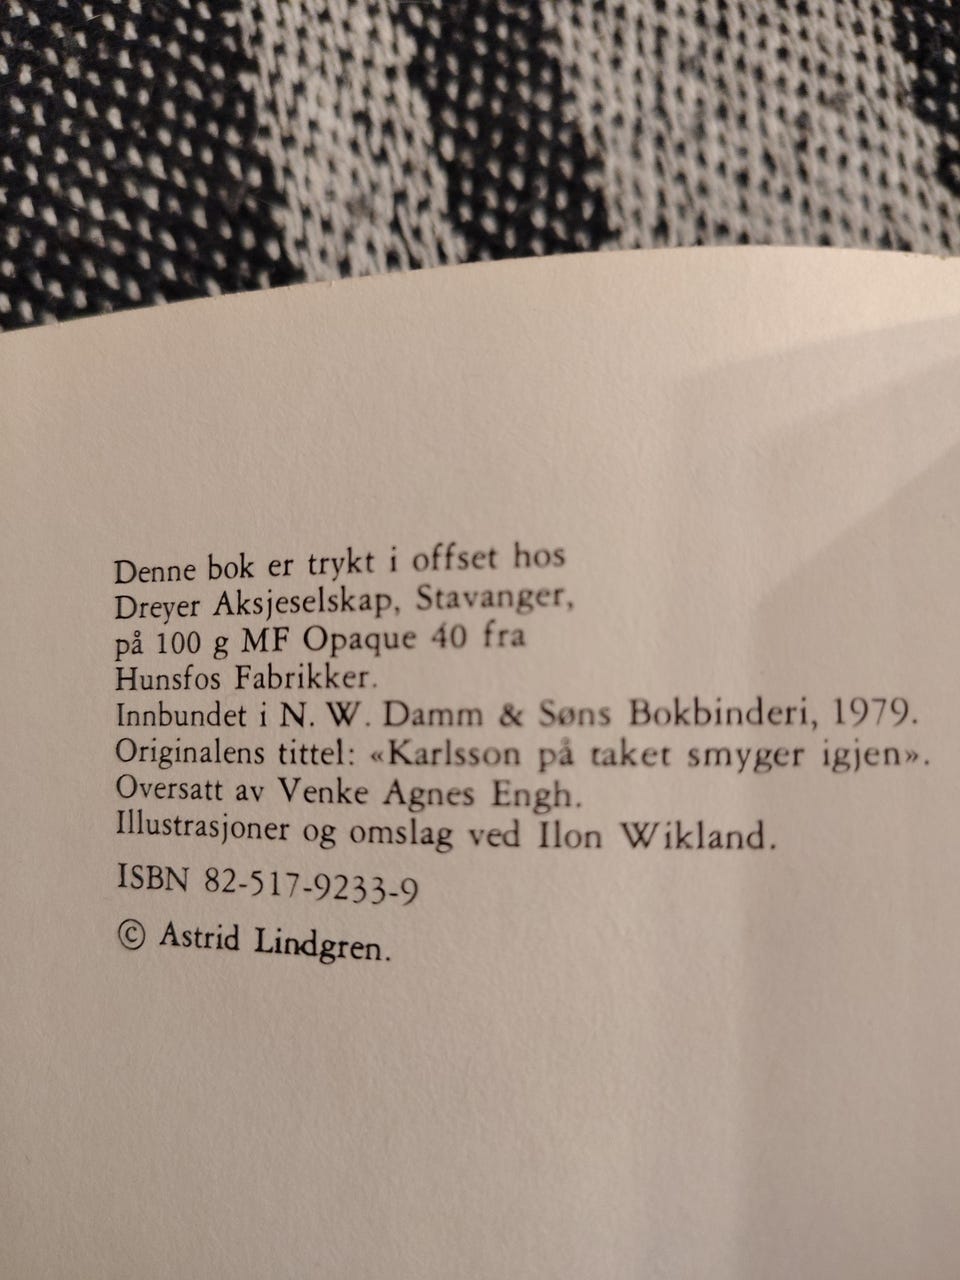 Denne bok er trykt i offset hos
Dreyer Aksjeselskap, Stavanger,
på 100 g MF Opaque 40 fra
Hunsfos Fabrikker.
Innbundet i N. W. Damm & Søns Bokbinderi, 1979.
Originalens tittel: «Karlsson på taket smyger igjen».
Oversatt av Venke Agnes Engh.
Illustrasjoner og omslag ved Ilon Wikland.
ISBN 82-517-9233-9
© Astrid Lindgren.